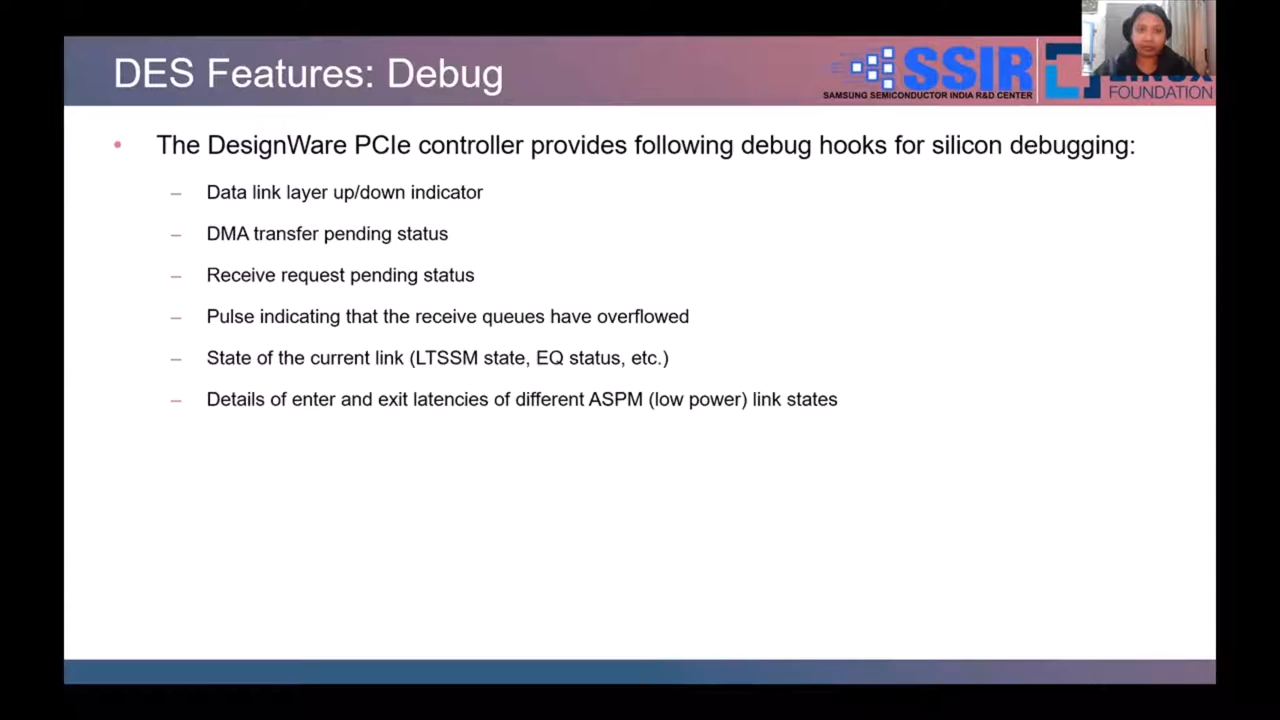 DES Features: Debug
SSIR
SAMSUNG SEMICONDUCTOR INDIA R&D CENTER
FOUNDATION
• The DesignWare PCIe controller provides following debug hooks for silicon debugging:
– Data link layer up/down indicator
– DMA transfer pending status
– Receive request pending status
– Pulse indicating that the receive queues have overflowed
– State of the current link (LTSSM state, EQ status, etc.)
– Details of enter and exit latencies of different ASPM (low power) link states